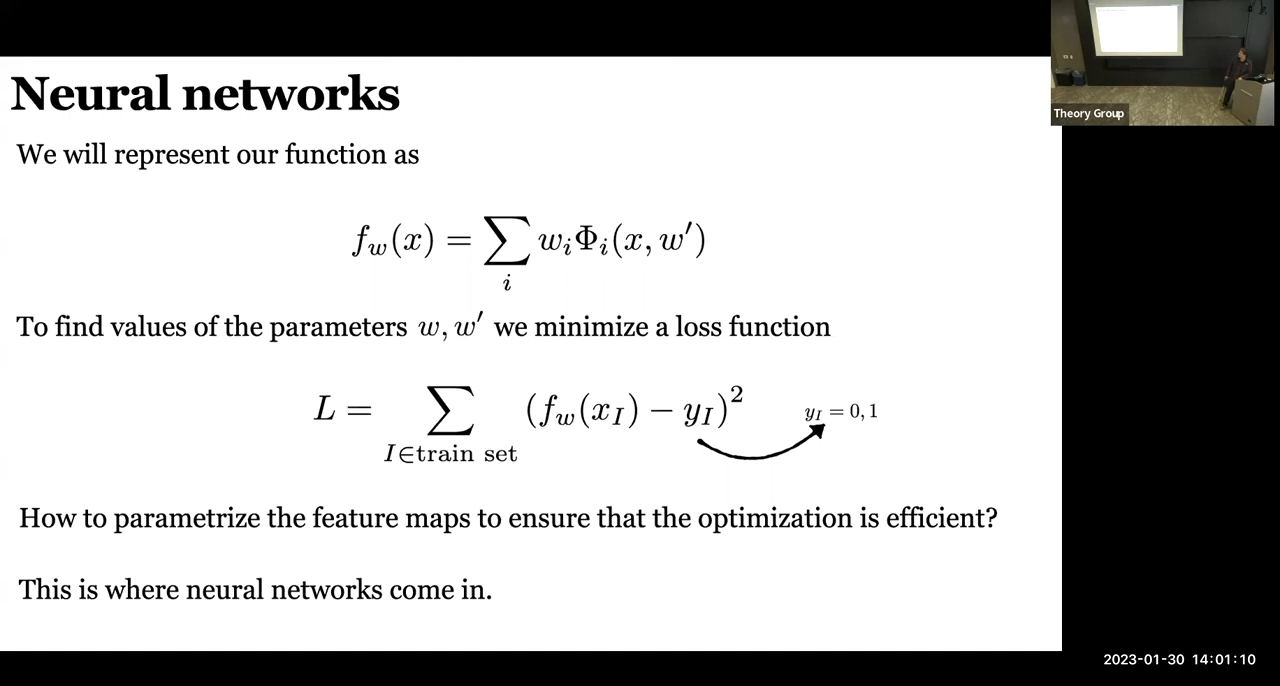 Neural networks
We will represent our function as
f_w(x) = ∑_i w_i Φ_i(x, w′)
To find values of the parameters w, w′ we minimize a loss function
L = ∑_{I∈train set} (f_w(x_I) − y_I)²
y_I = 0, 1
How to parametrize the feature maps to ensure that the optimization is efficient?
This is where neural networks come in.
Theory Group
2023-01-30 14:01:10